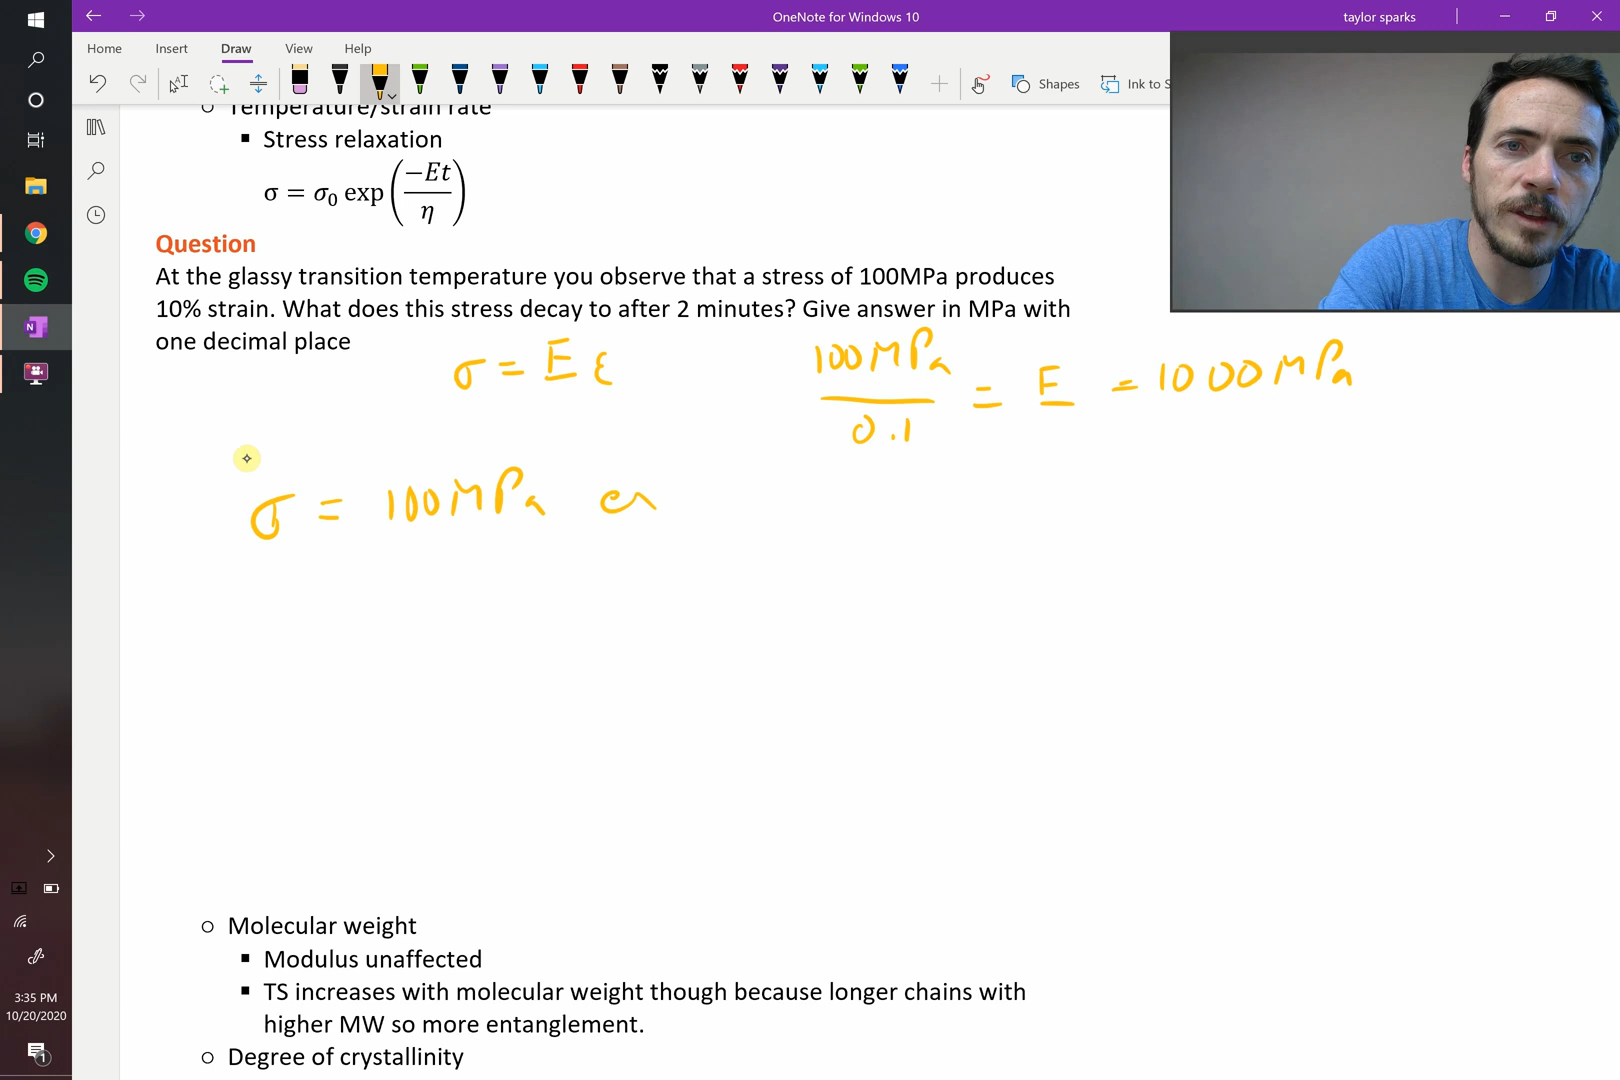 OneNote for Windows 10
taylor sparks
Home Insert Draw View Help
Shapes
Ink to S
○ Temperature/strain rate
▪ Stress relaxation
σ = σ₀ exp(−Et/η)
Question
At the glassy transition temperature you observe that a stress of 100MPa produces
10% strain. What does this stress decay to after 2 minutes? Give answer in MPa with
one decimal place
σ = E ε
100MPa / 0.1 = E = 1000MPa
σ = 100MPa
○ Molecular weight
▪ Modulus unaffected
▪ TS increases with molecular weight though because longer chains with
higher MW so more entanglement.
○ Degree of crystallinity
3:35 PM
10/20/2020
1